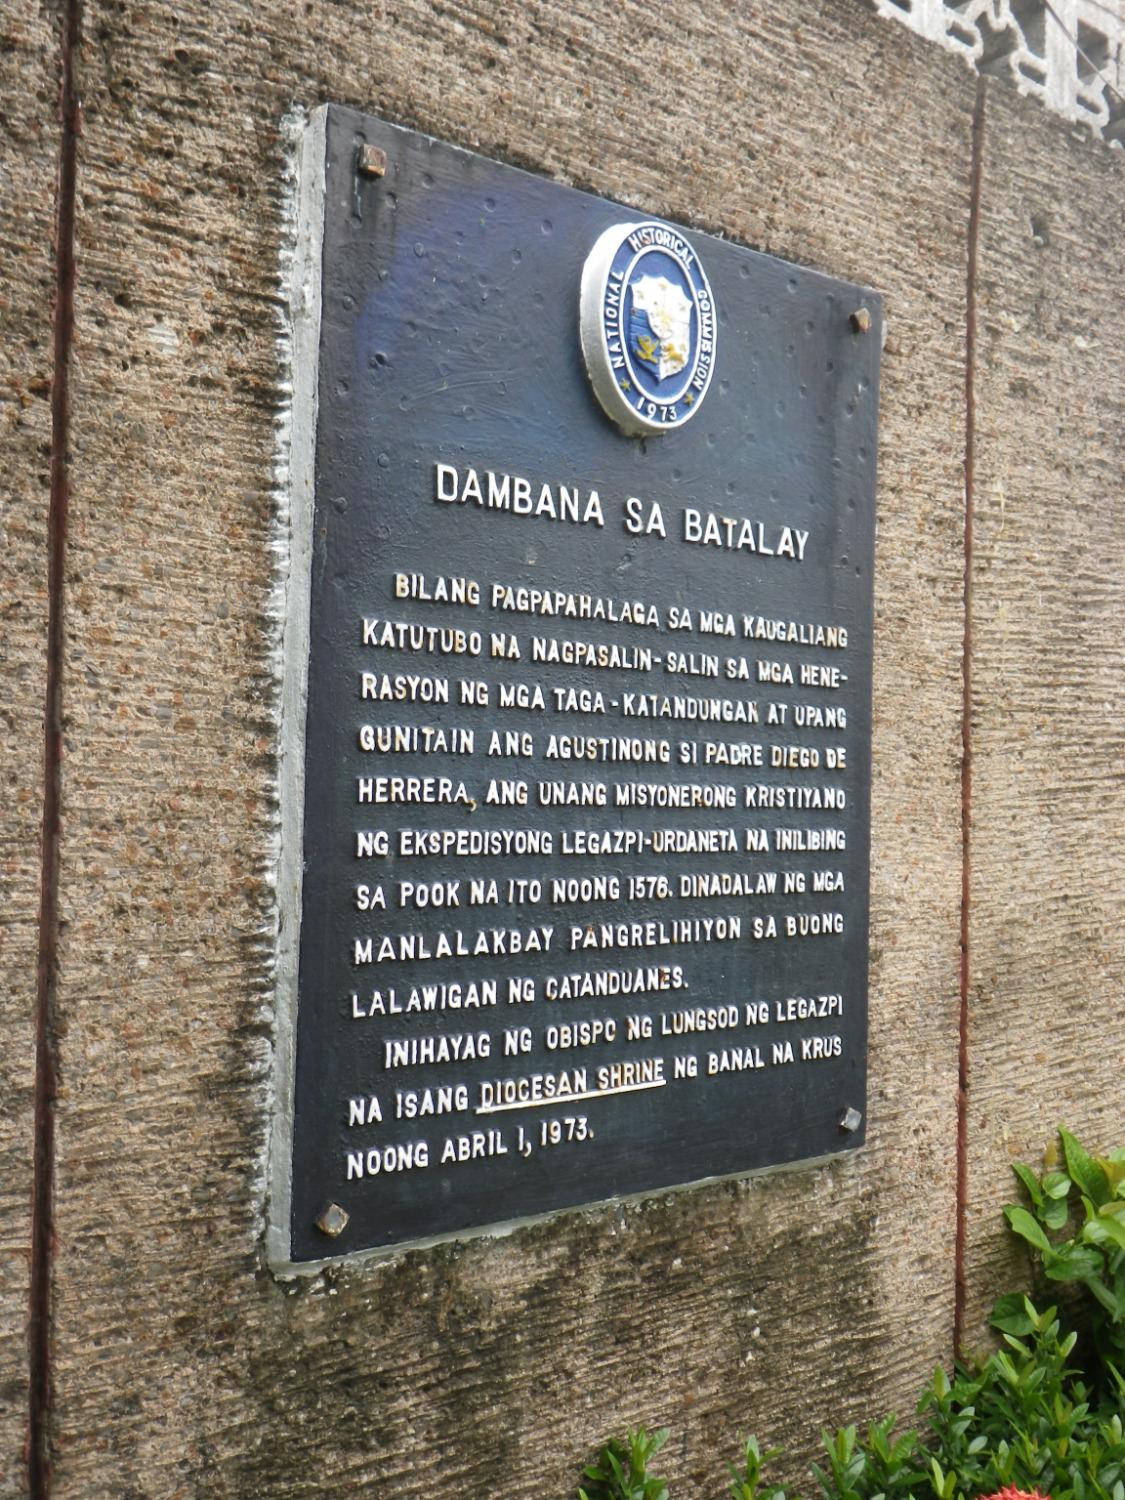 NATIONAL HISTORICAL COMMISSION
1973
DAMBANA SA BATALAY
BILANG PAGPAPAHALAGA SA MGA KAUGALIANG
KATUTUBO NA NAGPASALIN-SALIN SA MGA HENE-
RASYON NG MGA TAGA-KATANDUNGAN AT UPANG
GUNITAIN ANG AGUSTINONG SI PADRE DIEGO DE
HERRERA, ANG UNANG MISYONERONG KRISTIYANO
NG EKSPEDISYONG LEGAZPI-URDANETA NA INILIBING
SA POOK NA ITO NOONG 1576. DINADALAW NG MGA
MANLALAKBAY PANGRELIHIYON SA BUONG
LALAWIGAN NG CATANDUANES.
INIHAYAG NG OBISPO NG LUNGSOD NG LEGAZPI
NA ISANG DIOCESAN SHRINE NG BANAL NA KRUS
NOONG ABRIL 1, 1973.